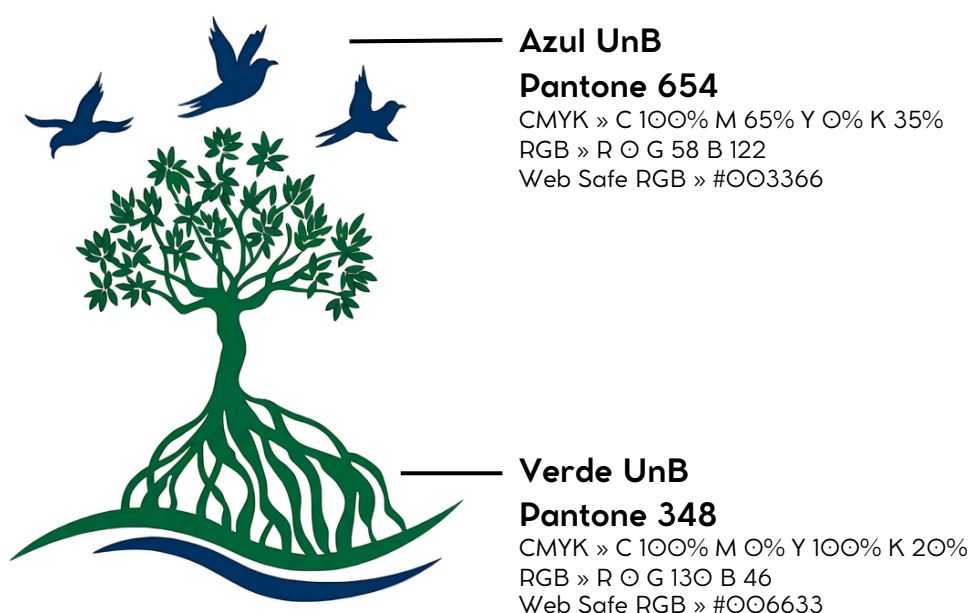 Azul UnB
Pantone 654
CMYK » C 100% M 65% Y 0% K 35%
RGB » R 0 G 58 B 122
Web Safe RGB » #003366
Verde UnB
Pantone 348
CMYK » C 100% M 0% Y 100% K 20%
RGB » R 0 G 130 B 46
Web Safe RGB » #006633